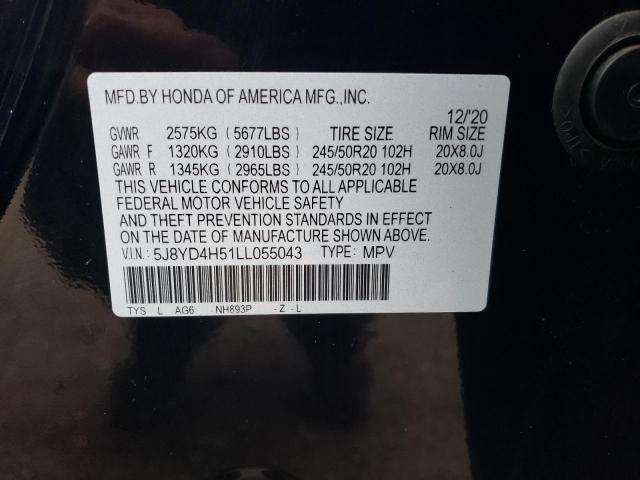 MFD.BY HONDA OF AMERICA MFG.,INC.
12/'20
GVWR 2575KG (5677LBS) TIRE SIZE RIM SIZE
GAWR F 1320KG (2910LBS) 245/50R20 102H 20X8.0J
GAWR R 1345KG (2965LBS) 245/50R20 102H 20X8.0J
THIS VEHICLE CONFORMS TO ALL APPLICABLE
FEDERAL MOTOR VEHICLE SAFETY
AND THEFT PREVENTION STANDARDS IN EFFECT
ON THE DATE OF MANUFACTURE SHOWN ABOVE.
V.I.N.: 5J8YD4H51LL055043 TYPE: MPV
TYS L AG6 NH893P -Z-L